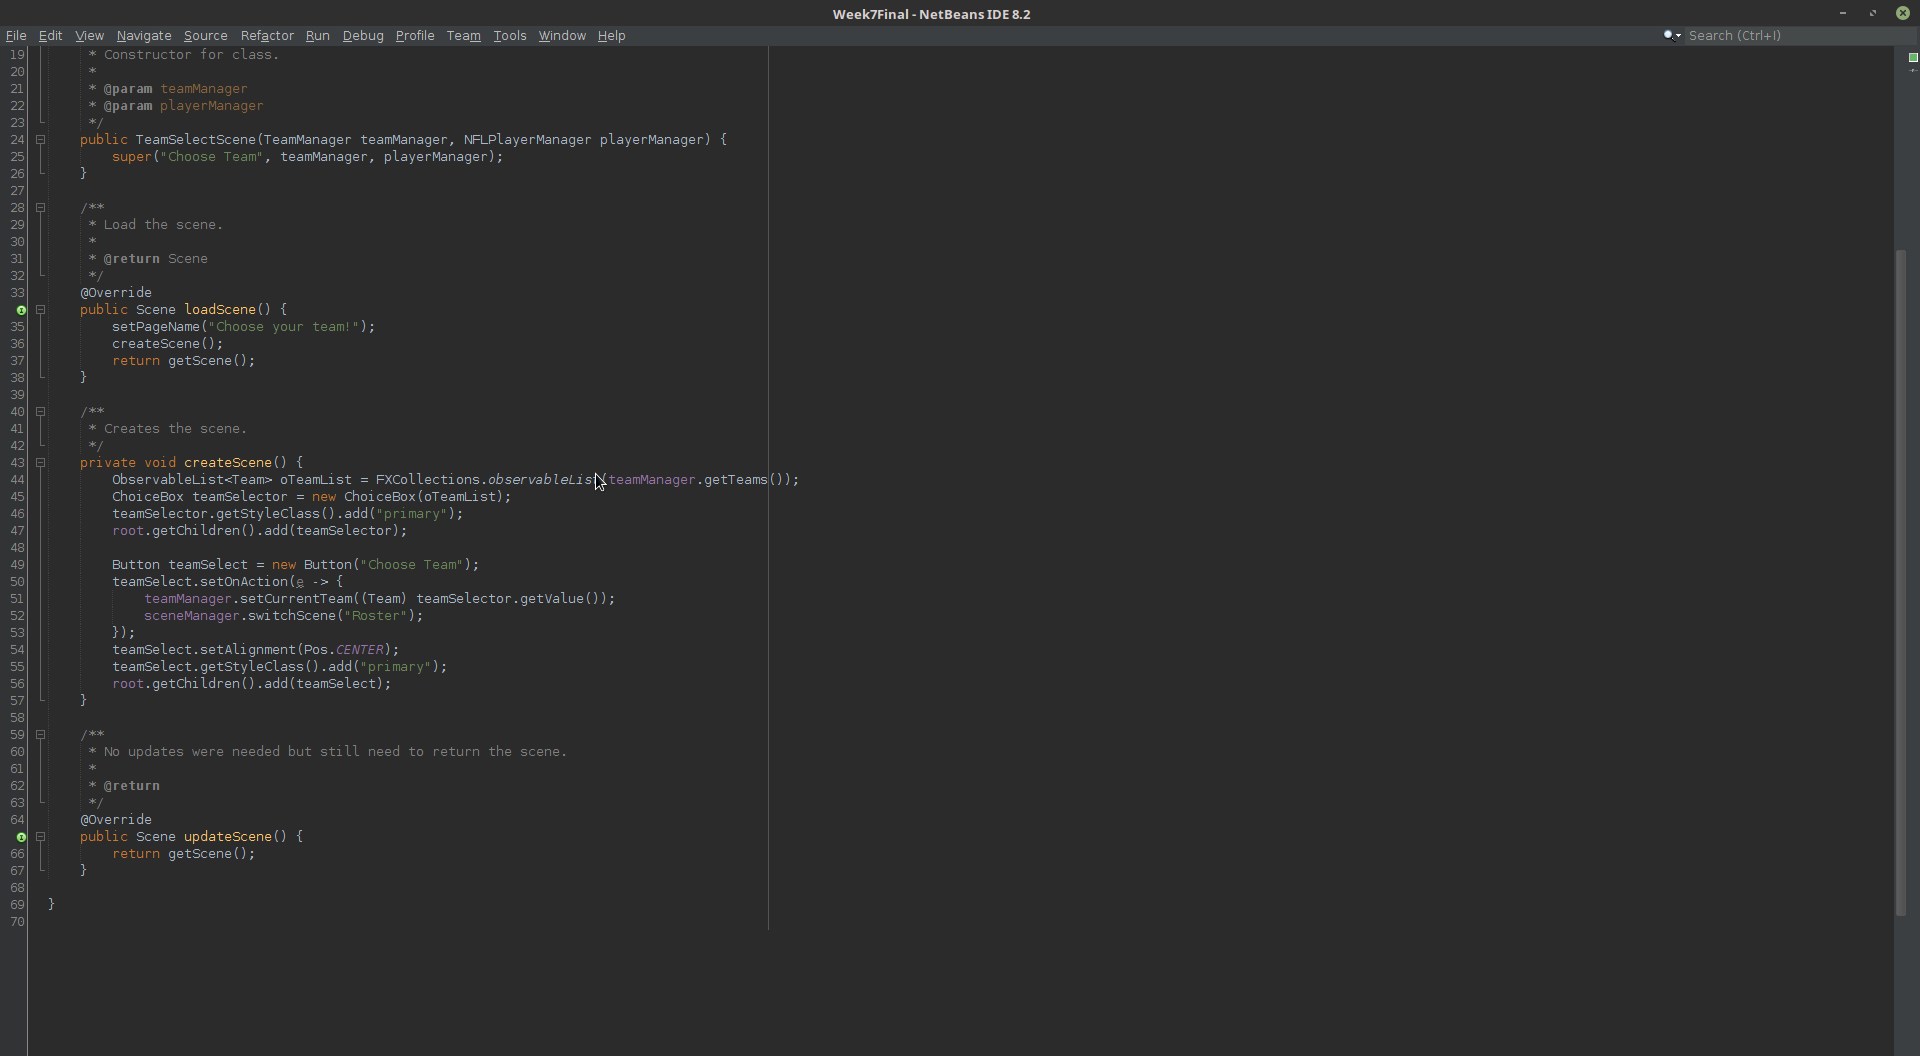 Week7Final - NetBeans IDE 8.2
File Edit View Navigate Source Refactor Run Debug Profile Team Tools Window Help Search (Ctrl+I)
19 * Constructor for class.
20 *
21 * @param teamManager
22 * @param playerManager
23 */
24 public TeamSelectScene(TeamManager teamManager, NFLPlayerManager playerManager) {
25 super("Choose Team", teamManager, playerManager);
26 }
27
28 /**
29 * Load the scene.
30 *
31 * @return Scene
32 */
33 @Override
public Scene loadScene() {
35 setPageName("Choose your team!");
36 createScene();
37 return getScene();
38 }
39
40 /**
41 * Creates the scene.
42 */
43 private void createScene() {
44 ObservableList<Team> oTeamList = FXCollections.observableList(teamManager.getTeams());
45 ChoiceBox teamSelector = new ChoiceBox(oTeamList);
46 teamSelector.getStyleClass().add("primary");
47 root.getChildren().add(teamSelector);
48
49 Button teamSelect = new Button("Choose Team");
50 teamSelect.setOnAction(e -> {
51 teamManager.setCurrentTeam((Team) teamSelector.getValue());
52 sceneManager.switchScene("Roster");
53 });
54 teamSelect.setAlignment(Pos.CENTER);
55 teamSelect.getStyleClass().add("primary");
56 root.getChildren().add(teamSelect);
57 }
58
59 /**
60 * No updates were needed but still need to return the scene.
61 *
62 * @return
63 */
64 @Override
public Scene updateScene() {
66 return getScene();
67 }
68
69 }
70